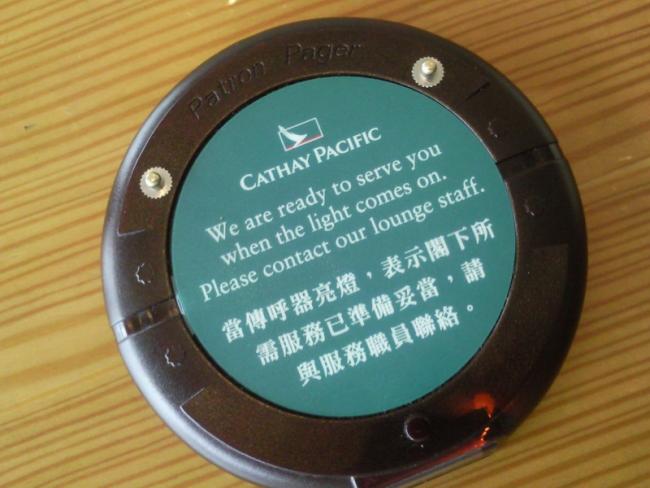 Patron Pager
CATHAY PACIFIC
We are ready to serve you
when the light comes on.
Please contact our lounge staff.
當傳呼器亮燈，表示閣下所
需服務已準備妥當，請
與服務職員聯絡。